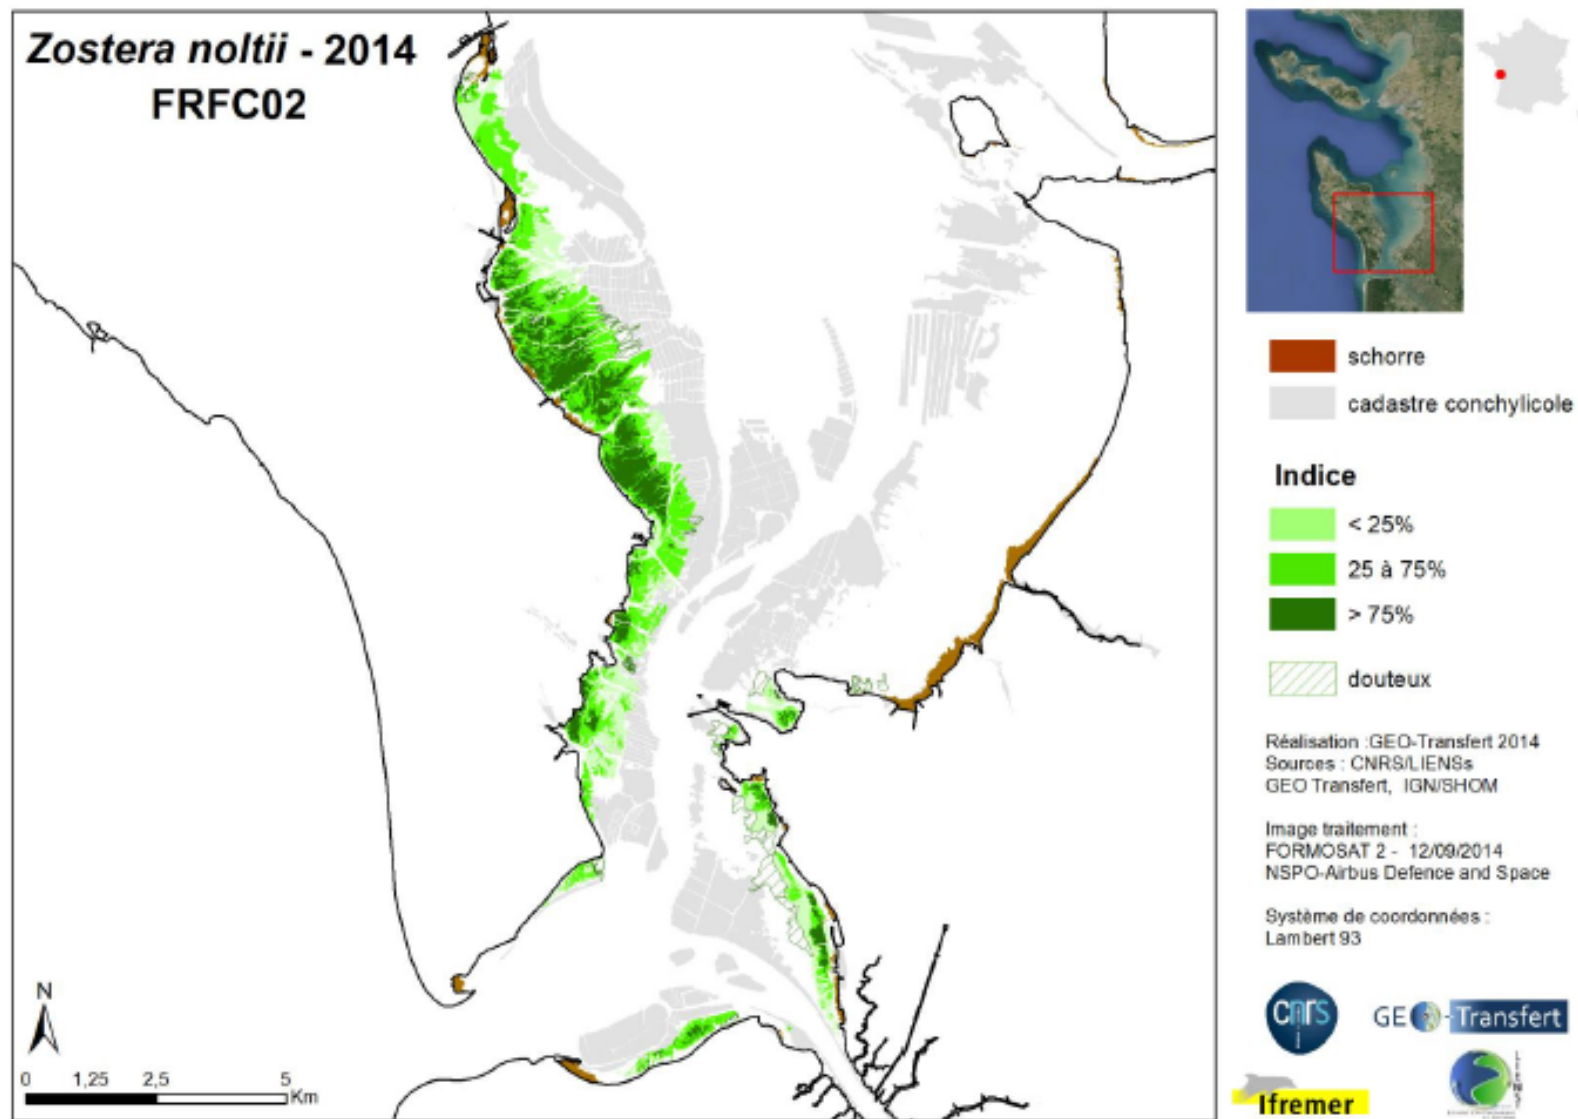 Zostera noltii - 2014
FRFC02
schorre
cadastre conchylicole
Indice
< 25%
25 à 75%
> 75%
douteux
Réalisation :GEO-Transfert 2014
Sources : CNRS/LIENSs
GEO Transfert, IGN/SHOM
Image traitement :
FORMOSAT 2 - 12/09/2014
NSPO-Airbus Defence and Space
Système de coordonnées :
Lambert 93
N
0 1,25 2,5 5
Km
cnrs
GEO-Transfert
Ifremer